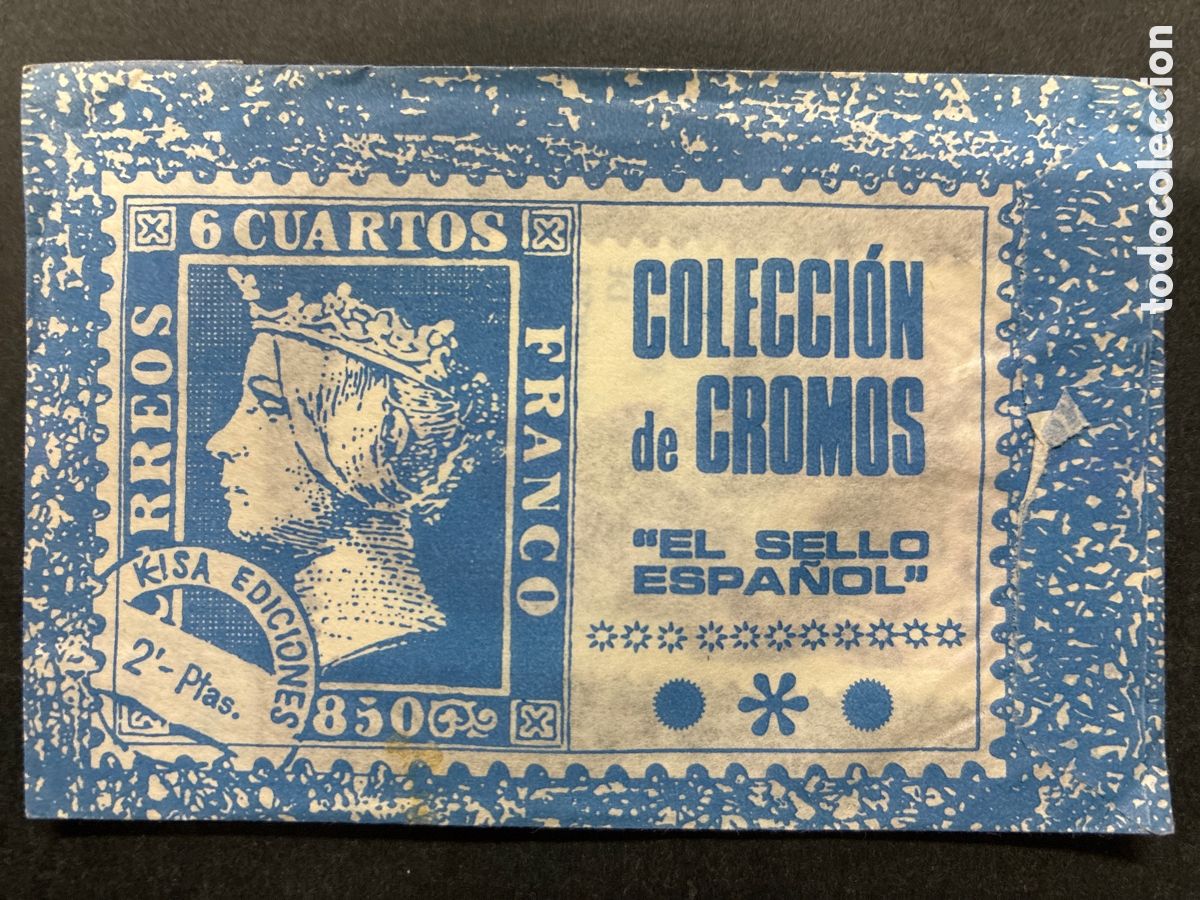 6 CUARTOS
RREOS
FRANCO
KISA EDICIONES
2'- Ptas.
850
COLECCIÓN
de CROMOS
"EL SELLO
ESPAÑOL"
todocoleccion